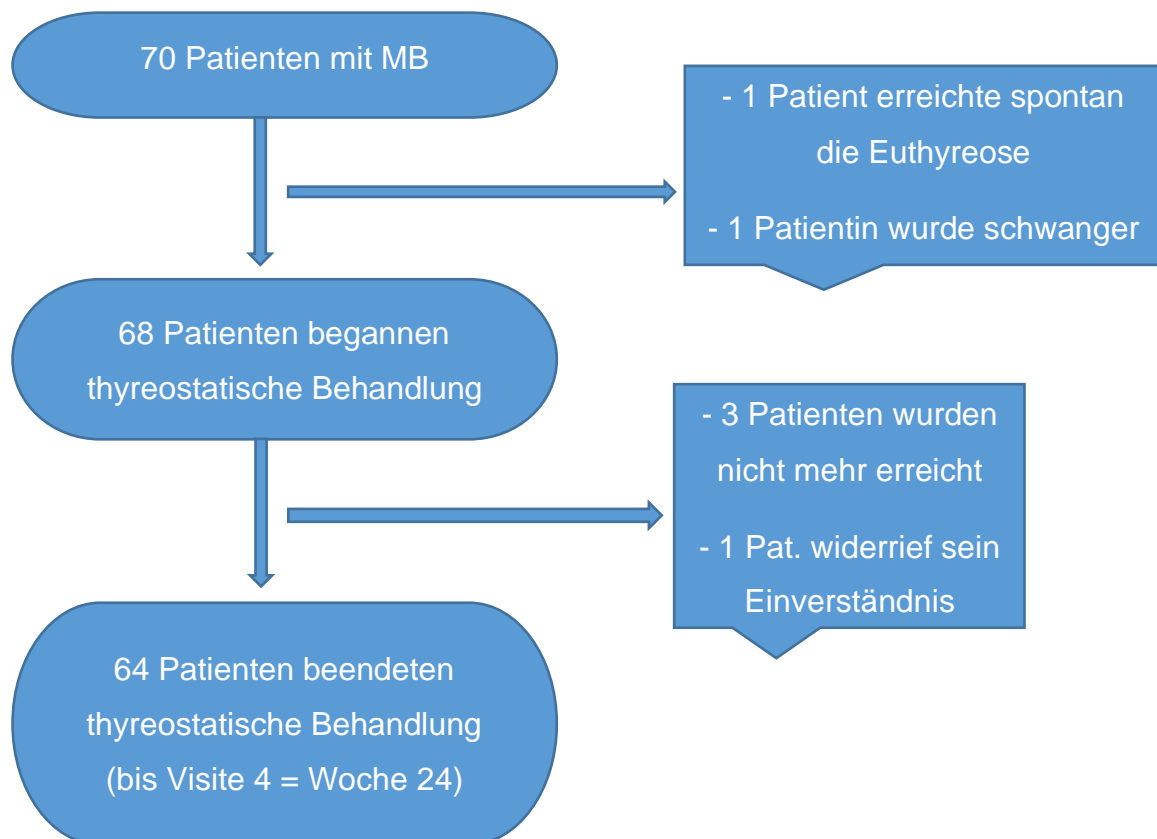 70 Patienten mit MB
- 1 Patient erreichte spontan
die Euthyreose
- 1 Patientin wurde schwanger
68 Patienten begannen
thyreostatische Behandlung
- 3 Patienten wurden
nicht mehr erreicht
- 1 Pat. widerrief sein
Einverständnis
64 Patienten beendeten
thyreostatische Behandlung
(bis Visite 4 = Woche 24)